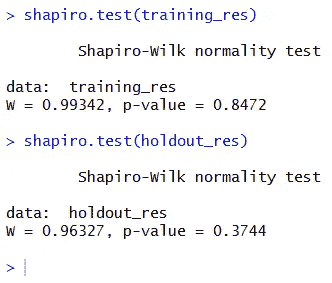 > shapiro.test(training_res)
Shapiro-Wilk normality test
data:  training_res
W = 0.99342, p-value = 0.8472
> shapiro.test(holdout_res)
Shapiro-Wilk normality test
data:  holdout_res
W = 0.96327, p-value = 0.3744
>